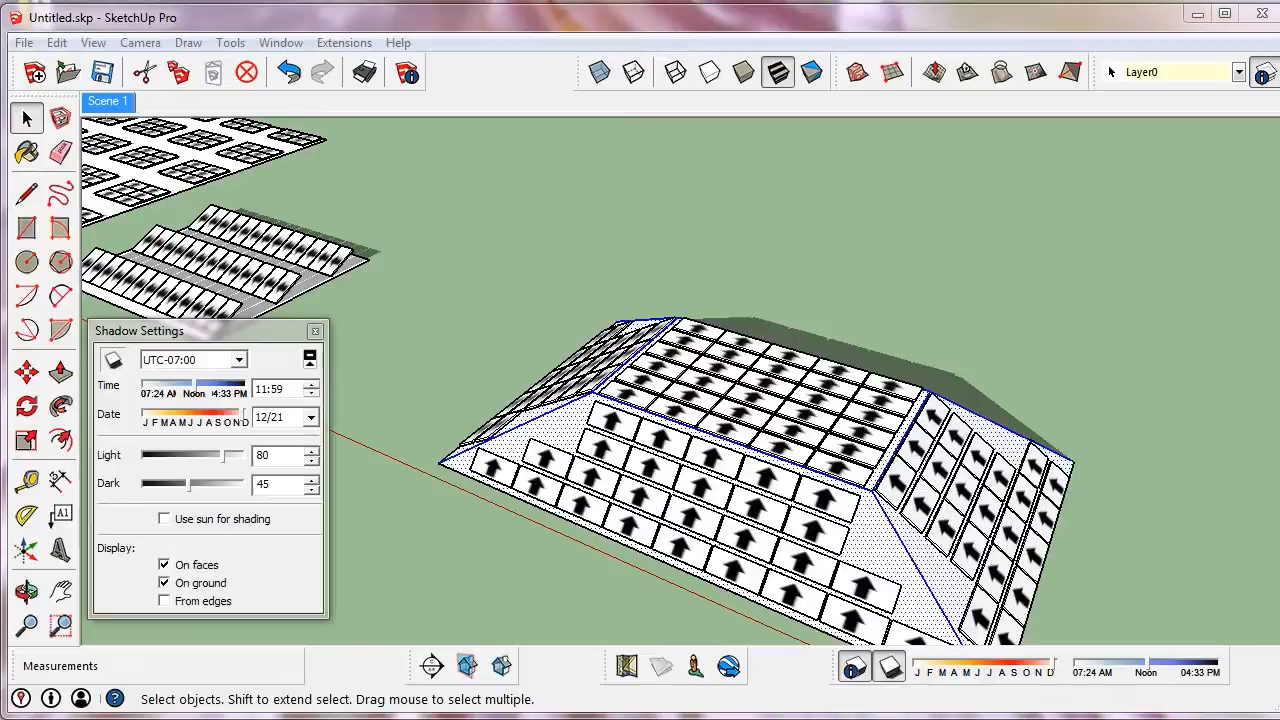 Untitled.skp - SketchUp Pro
File Edit View Camera Draw Tools Window Extensions Help
Layer0
Scene 1
Shadow Settings
UTC-07:00
Time
07:24 AM Noon 04:33 PM
11:59
Date
J F M A M J J A S O N D
12/21
Light
80
Dark
45
Use sun for shading
Display:
On faces
On ground
From edges
A1
Measurements
J F M A M J J A S O N D
07:24 AM Noon 04:33 PM
Select objects. Shift to extend select. Drag mouse to select multiple.